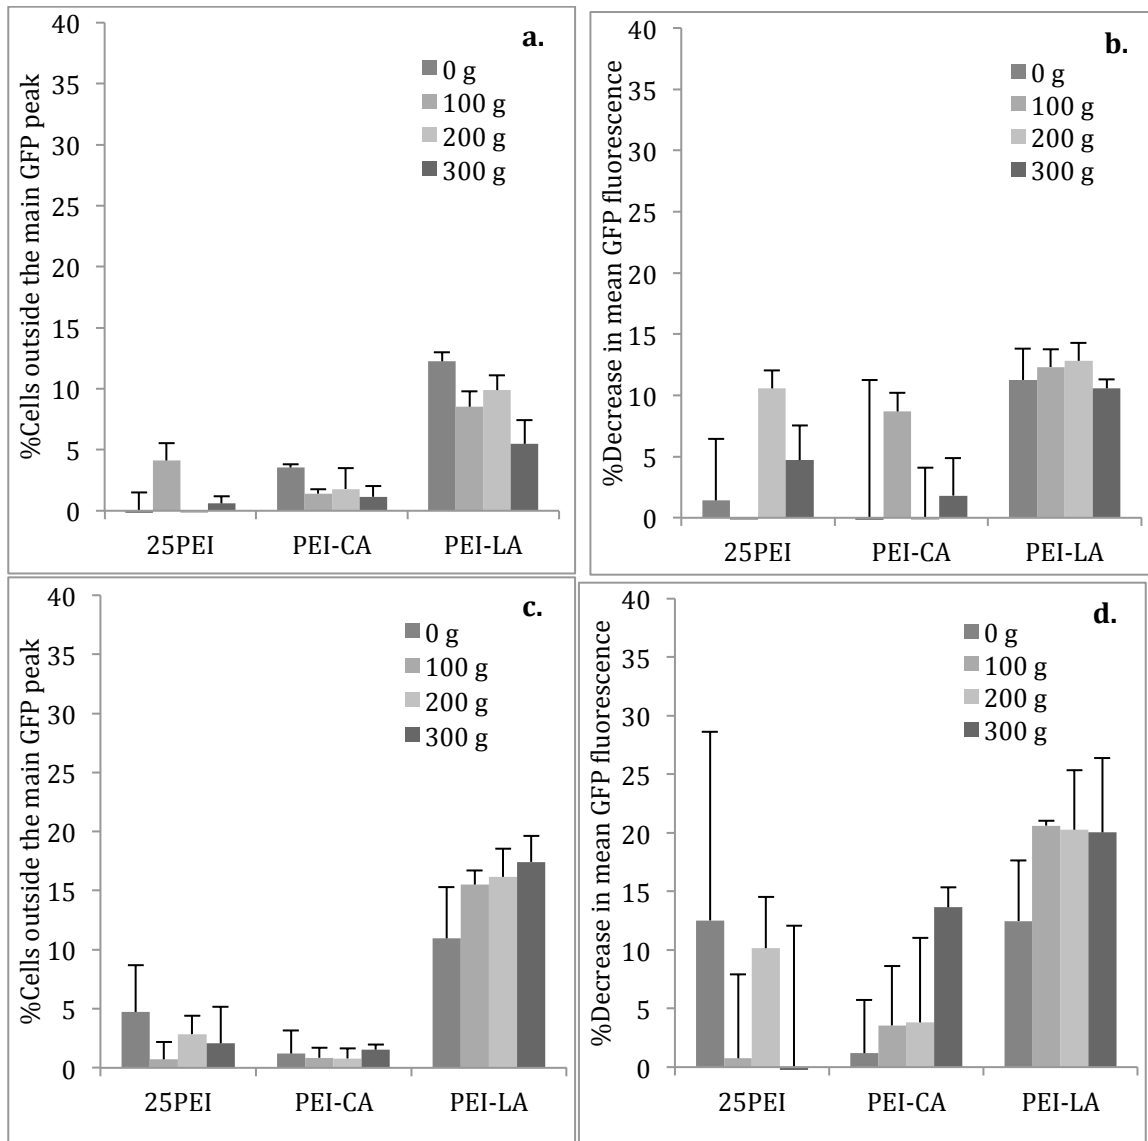 a.
%Cells outside the main GFP peak
40
35
30
25
20
15
10
5
0
0 g
100 g
200 g
300 g
25PEI PEI-CA PEI-LA
b.
%Decrease in mean GFP fluorescence
40
35
30
25
20
15
10
5
0
0 g
100 g
200 g
300 g
25PEI PEI-CA PEI-LA
c.
%Cells outside the main GFP peak
40
35
30
25
20
15
10
5
0
0 g
100 g
200 g
300 g
25PEI PEI-CA PEI-LA
d.
%Decrease in mean GFP fluorescence
40
35
30
25
20
15
10
5
0
0 g
100 g
200 g
300 g
25PEI PEI-CA PEI-LA